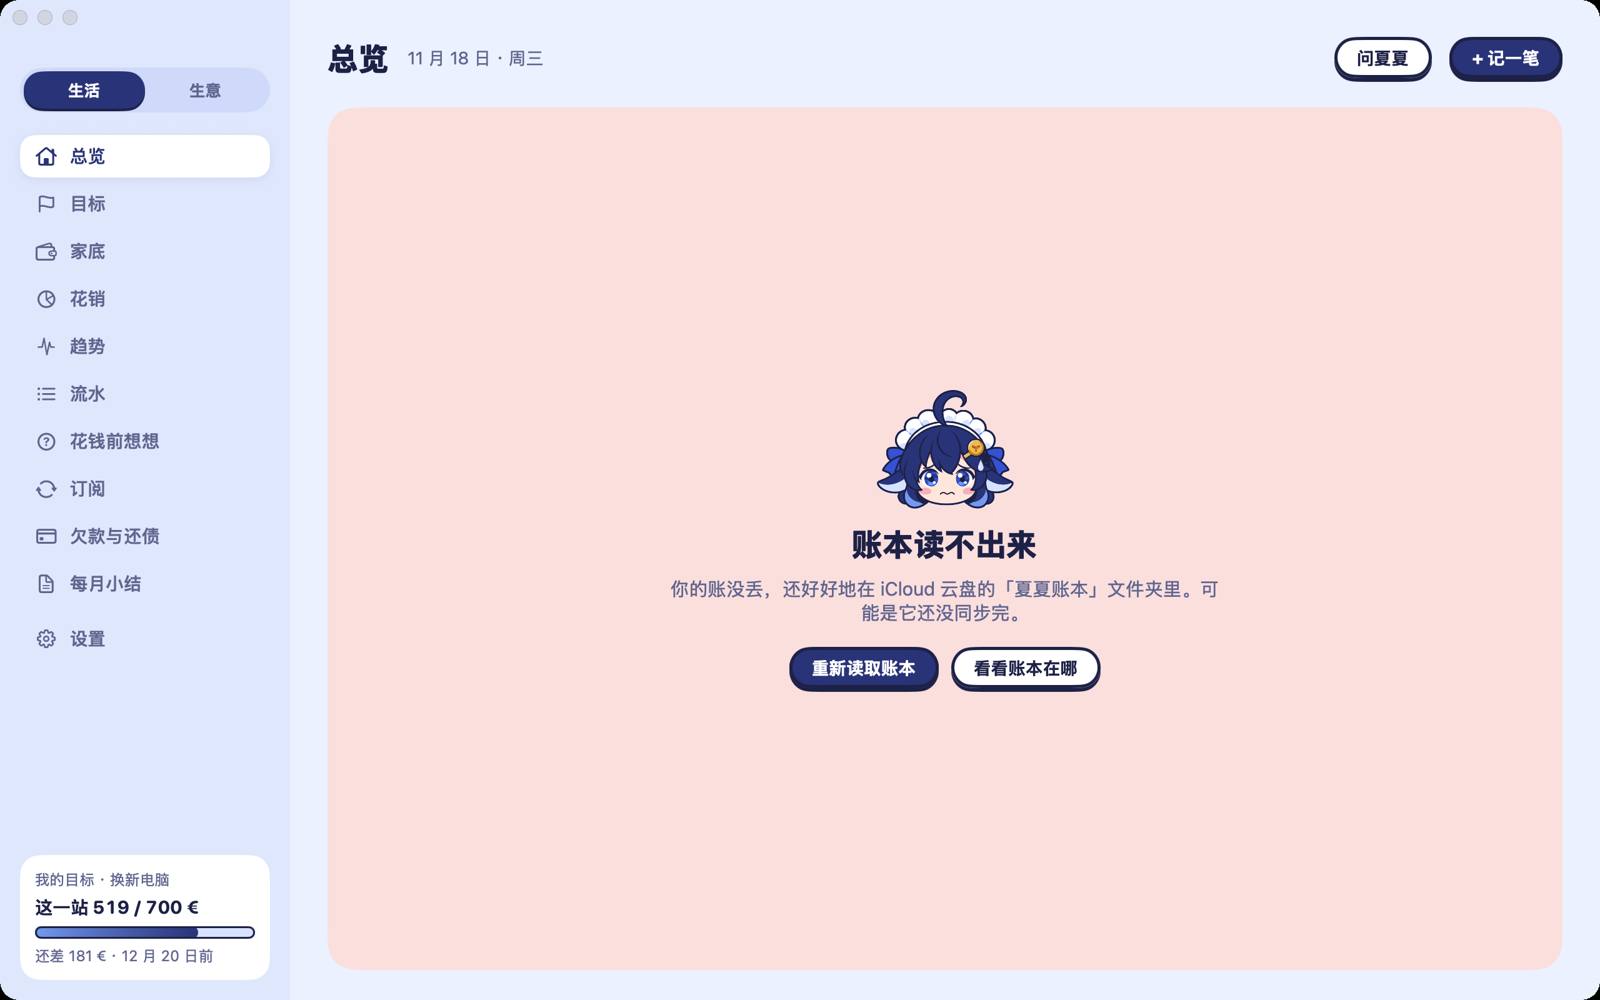 生活
生意
总览
目标
家底
花销
趋势
流水
花钱前想想
订阅
欠款与还债
每月小结
设置
我的目标 · 换新电脑
这一站 519 / 700 €
还差 181 € · 12 月 20 日前
总览
11 月 18 日 · 周三
问夏夏
+ 记一笔
账本读不出来
你的账没丢，还好好地在 iCloud 云盘的「夏夏账本」文件夹里。可
能是它还没同步完。
重新读取账本
看看账本在哪